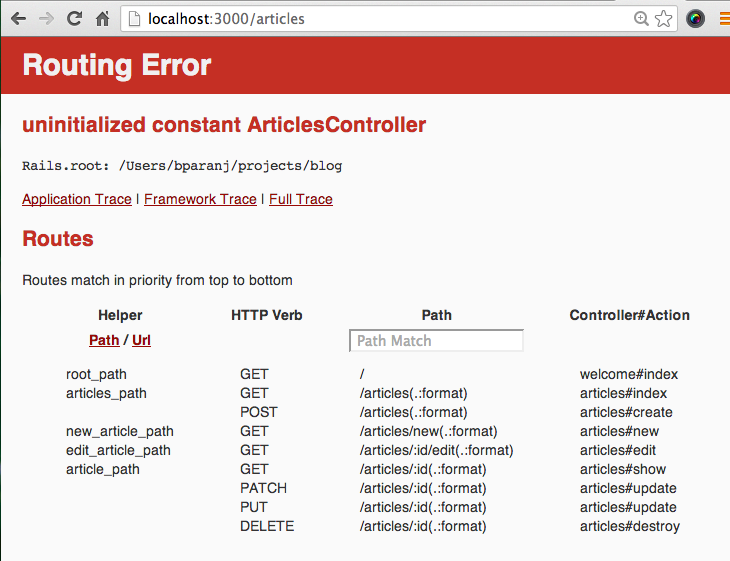 localhost:3000/articles
Routing Error
uninitialized constant ArticlesController
Rails.root: /Users/bparanj/projects/blog
Application Trace | Framework Trace | Full Trace
Routes
Routes match in priority from top to bottom
Helper HTTP Verb Path Controller#Action
Path / Url Path Match
root_path GET / welcome#index
articles_path GET /articles(.:format) articles#index
POST /articles(.:format) articles#create
new_article_path GET /articles/new(.:format) articles#new
edit_article_path GET /articles/:id/edit(.:format) articles#edit
article_path GET /articles/:id(.:format) articles#show
PATCH /articles/:id(.:format) articles#update
PUT /articles/:id(.:format) articles#update
DELETE /articles/:id(.:format) articles#destroy